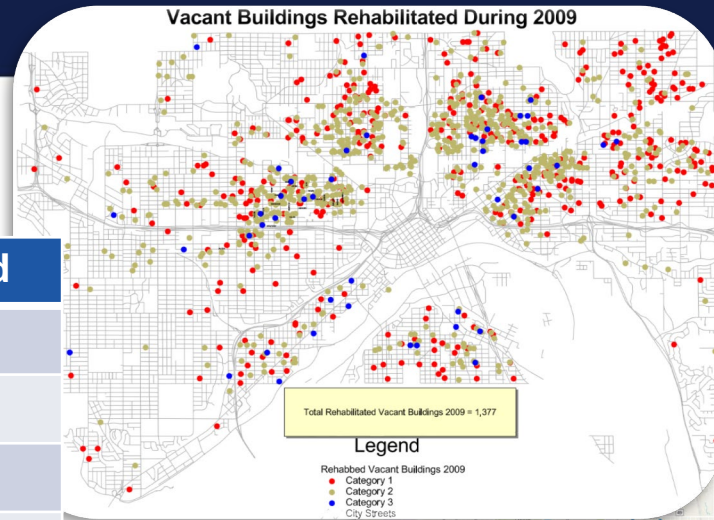 Vacant Buildings Rehabilitated During 2009
Total Rehabilitated Vacant Buildings 2009 = 1,377
Legend
Rehabbed Vacant Buildings 2009
Category 1
Category 2
Category 3
City Streets